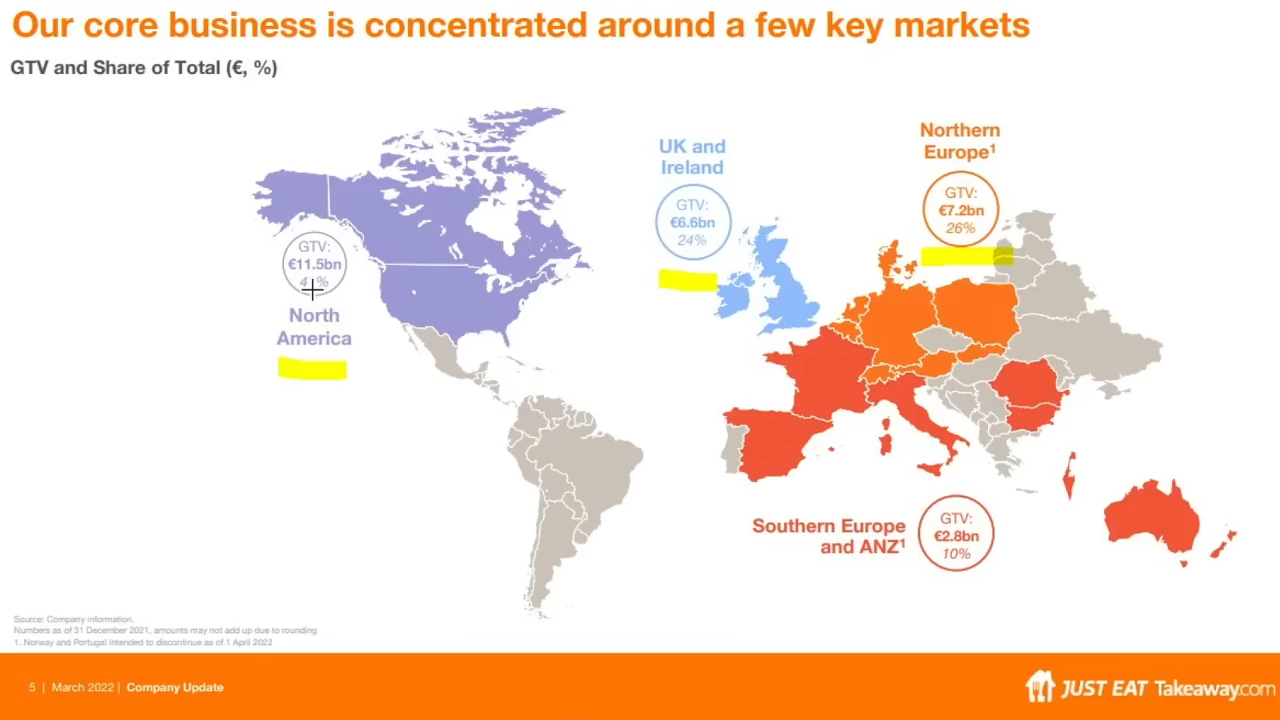 Our core business is concentrated around a few key markets
GTV and Share of Total (€, %)
GTV:
€11.5bn
North
America
UK and
Ireland
GTV:
€6.6bn
24%
Northern
Europe¹
GTV:
€7.2bn
26%
Southern Europe
and ANZ¹
GTV:
€2.8bn
10%
Source: Company information.
Numbers as of 31 December 2021, amounts may not add up due to rounding
1. Norway and Portugal intended to discontinue as of 1 April 2022
5 | March 2022 | Company Update
JUST EAT Takeaway.com